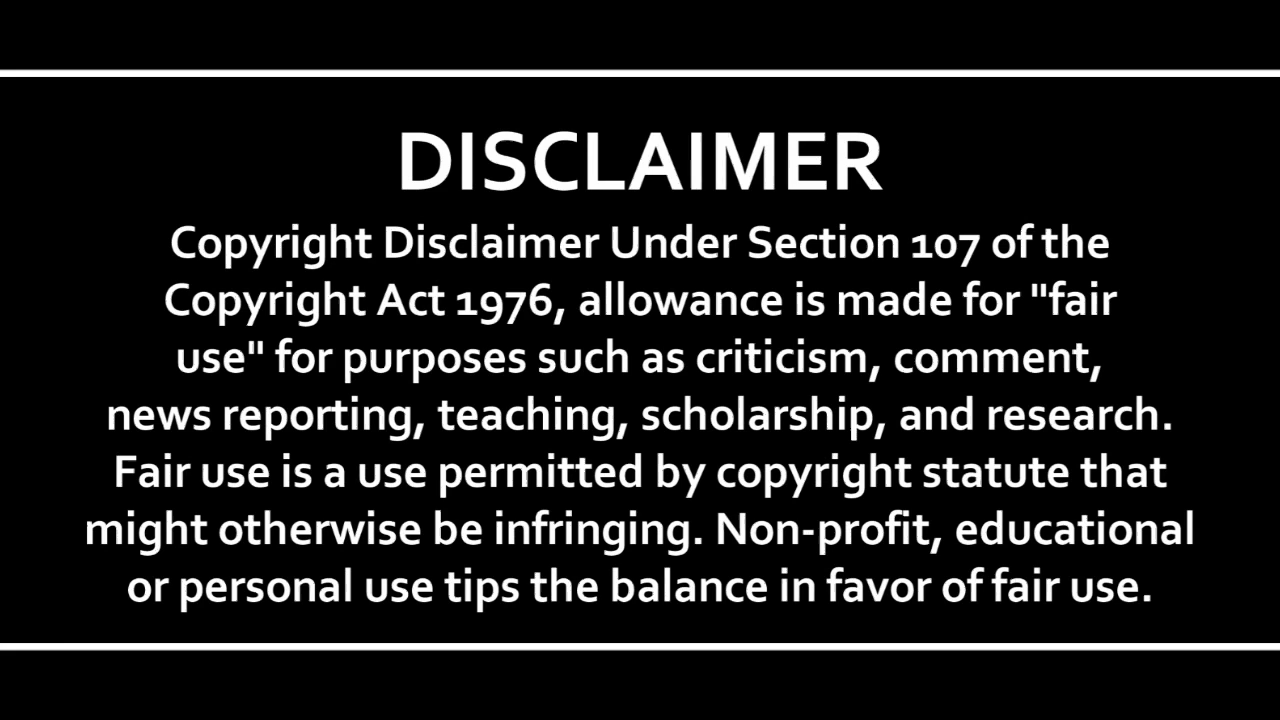 DISCLAIMER
Copyright Disclaimer Under Section 107 of the
Copyright Act 1976, allowance is made for "fair
use" for purposes such as criticism, comment,
news reporting, teaching, scholarship, and research.
Fair use is a use permitted by copyright statute that
might otherwise be infringing. Non-profit, educational
or personal use tips the balance in favor of fair use.